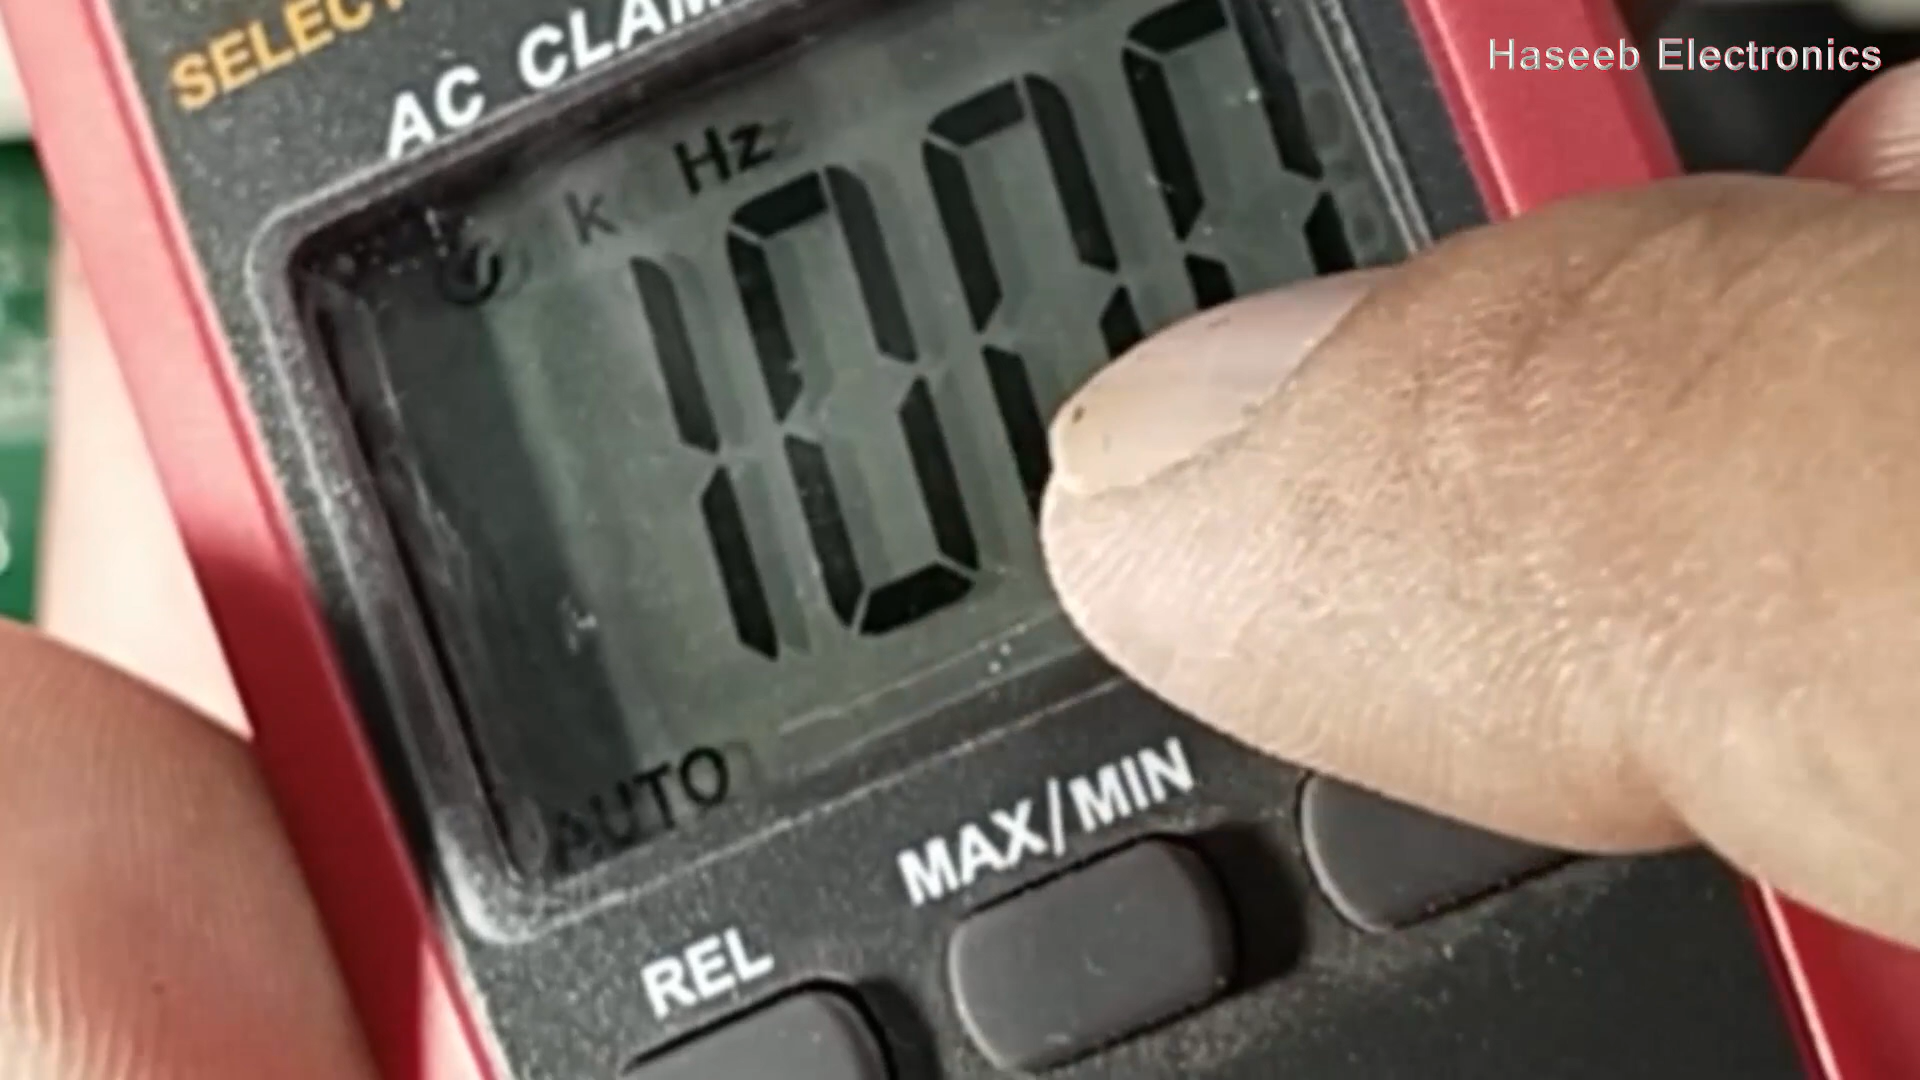 Haseeb Electronics
SELECT
AC CLAM
k Hz
AUTO
MAX/MIN
REL